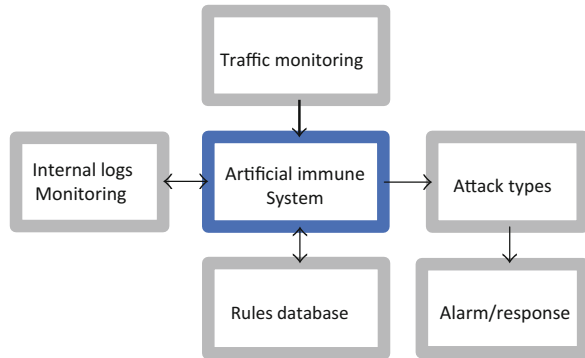 Traffic monitoring
Internal logs
Monitoring
Artificial immune
System
Attack types
Rules database
Alarm/response